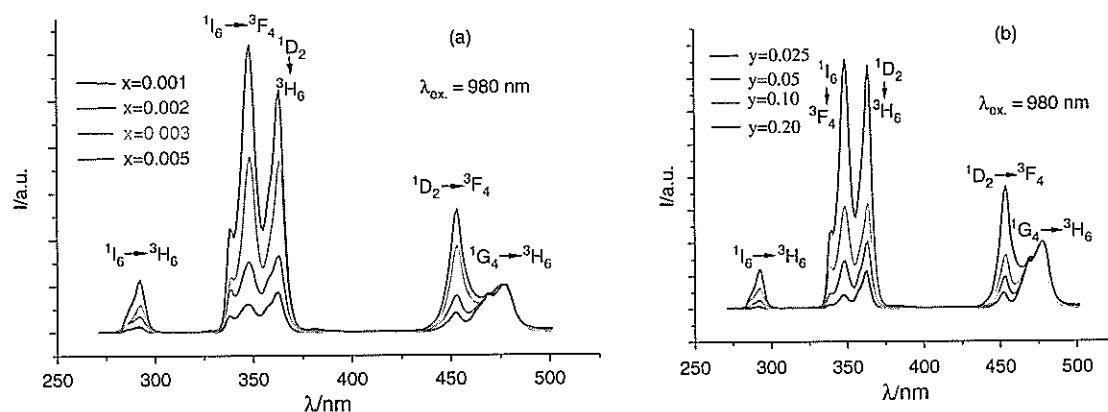 ¹I₆→³F₄
¹D₂
↓
³H₆
(a)
λₑₓ. = 980 nm
x=0.001
x=0.002
x=0.003
x=0.005
¹I₆→³H₆
¹D₂→³F₄
¹G₄→³H₆
I/a.u.
250 300 350 400 450 500
λ/nm
(b)
y=0.025
y=0.05
y=0.10
y=0.20
¹I₆
↓
³F₄
¹D₂
↓
³H₆
λₑₓ. = 980 nm
¹I₆→³H₆
¹D₂→³F₄
¹G₄→³H₆
I/a.u.
250 300 350 400 450 500
λ/nm